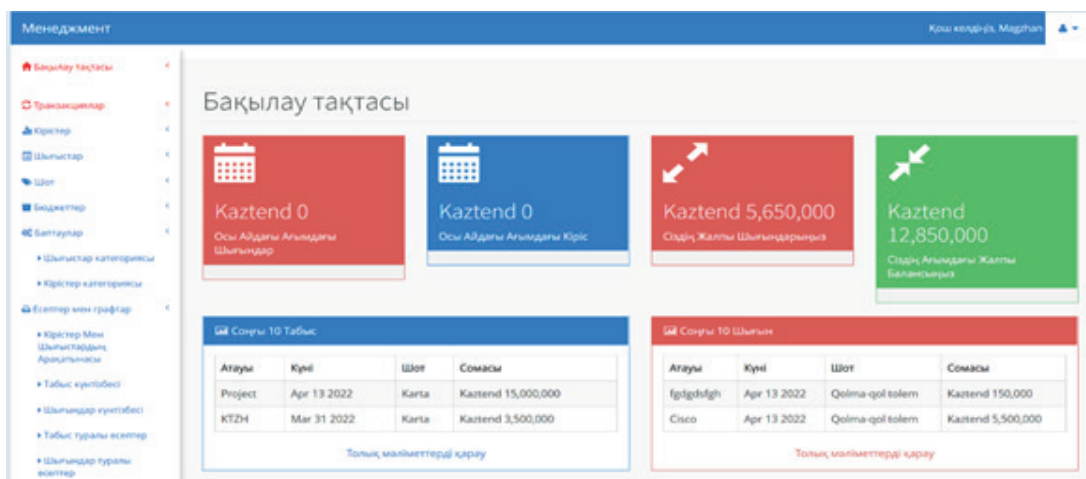 Менеджмент
Қош келдіңіз, Magzhan
Бақылау тақтасы
Транзакциялар
Кірістер
Шығыстар
Шот
Бюджеттер
Баптаулар
Шығыстар категориясы
Кірістер категориясы
Есептер мен графтар
Кірістер Мен
Шығыстардың
Арақатынасы
Табыс күнтізбесі
Шығындар күнтізбесі
Табыс туралы есептер
Шығындар туралы
есептер
Бақылау тақтасы
Kaztend 0
Осы Айдағы Ағымдағы
Шығындар
Kaztend 0
Осы Айдағы Ағымдағы Кіріс
Kaztend 5,650,000
Сіздің Жалпы Шығындарыңыз
Kaztend
12,850,000
Сіздің Ағымдағы Жалпы
Балансыңыз
Соңғы 10 Табыс
Атауы Күні Шот Сомасы
Project Apr 13 2022 Karta Kaztend 15,000,000
KTZH Mar 31 2022 Karta Kaztend 3,500,000
Толық мәліметтерді қарау
Соңғы 10 Шығын
Атауы Күні Шот Сомасы
fgdgdsfgh Apr 13 2022 Qolma-qol tolem Kaztend 150,000
Cisco Apr 13 2022 Qolma-qol tolem Kaztend 5,500,000
Толық мәліметтерді қарау